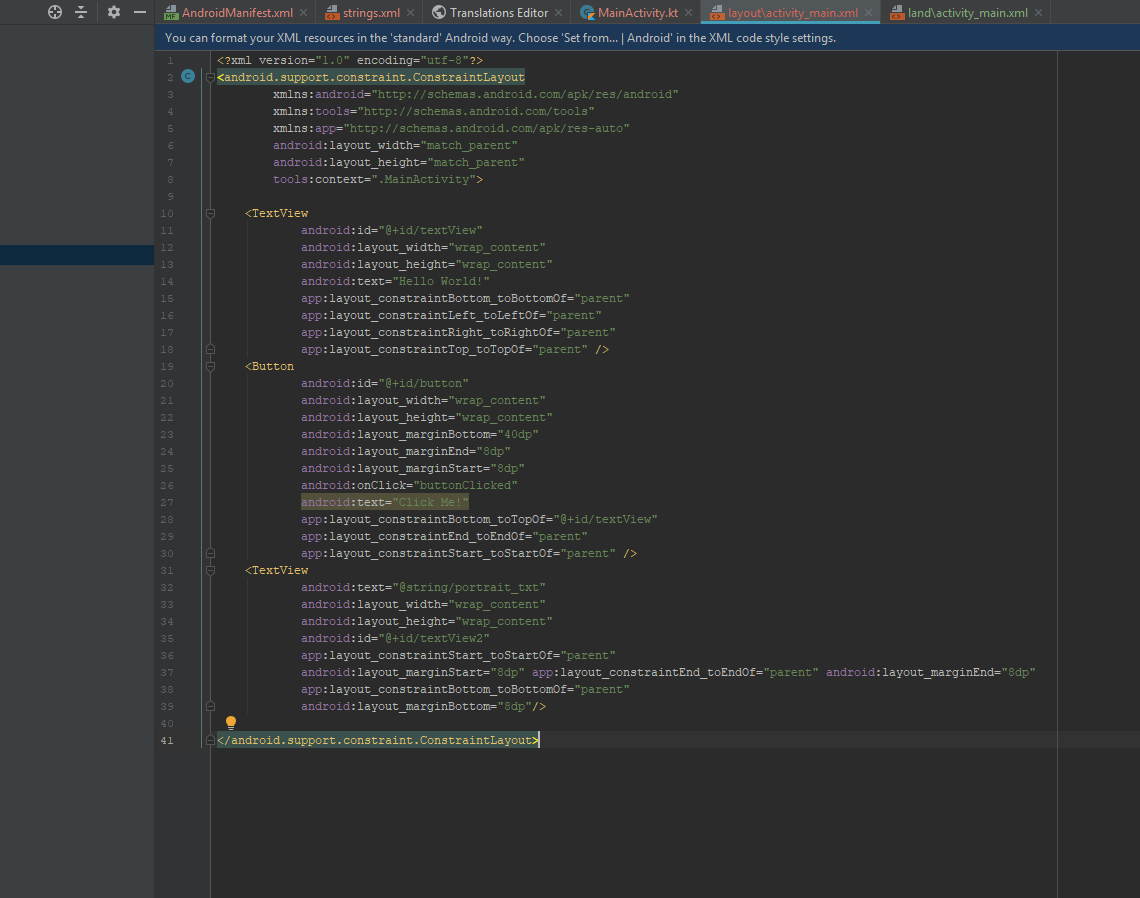 AndroidManifest.xml strings.xml Translations Editor MainActivity.kt layout\activity_main.xml land\activity_main.xml
You can format your XML resources in the 'standard' Android way. Choose 'Set from... | Android' in the XML code style settings.
1 <?xml version="1.0" encoding="utf-8"?>
2 <android.support.constraint.ConstraintLayout
3 xmlns:android="http://schemas.android.com/apk/res/android"
4 xmlns:tools="http://schemas.android.com/tools"
5 xmlns:app="http://schemas.android.com/apk/res-auto"
6 android:layout_width="match_parent"
7 android:layout_height="match_parent"
8 tools:context=".MainActivity">
9
10 <TextView
11 android:id="@+id/textView"
12 android:layout_width="wrap_content"
13 android:layout_height="wrap_content"
14 android:text="Hello World!"
15 app:layout_constraintBottom_toBottomOf="parent"
16 app:layout_constraintLeft_toLeftOf="parent"
17 app:layout_constraintRight_toRightOf="parent"
18 app:layout_constraintTop_toTopOf="parent" />
19 <Button
20 android:id="@+id/button"
21 android:layout_width="wrap_content"
22 android:layout_height="wrap_content"
23 android:layout_marginBottom="40dp"
24 android:layout_marginEnd="8dp"
25 android:layout_marginStart="8dp"
26 android:onClick="buttonClicked"
27 android:text="Click Me!"
28 app:layout_constraintBottom_toTopOf="@+id/textView"
29 app:layout_constraintEnd_toEndOf="parent"
30 app:layout_constraintStart_toStartOf="parent" />
31 <TextView
32 android:text="@string/portrait_txt"
33 android:layout_width="wrap_content"
34 android:layout_height="wrap_content"
35 android:id="@+id/textView2"
36 app:layout_constraintStart_toStartOf="parent"
37 android:layout_marginStart="8dp" app:layout_constraintEnd_toEndOf="parent" android:layout_marginEnd="8dp"
38 app:layout_constraintBottom_toBottomOf="parent"
39 android:layout_marginBottom="8dp"/>
40
41 </android.support.constraint.ConstraintLayout>